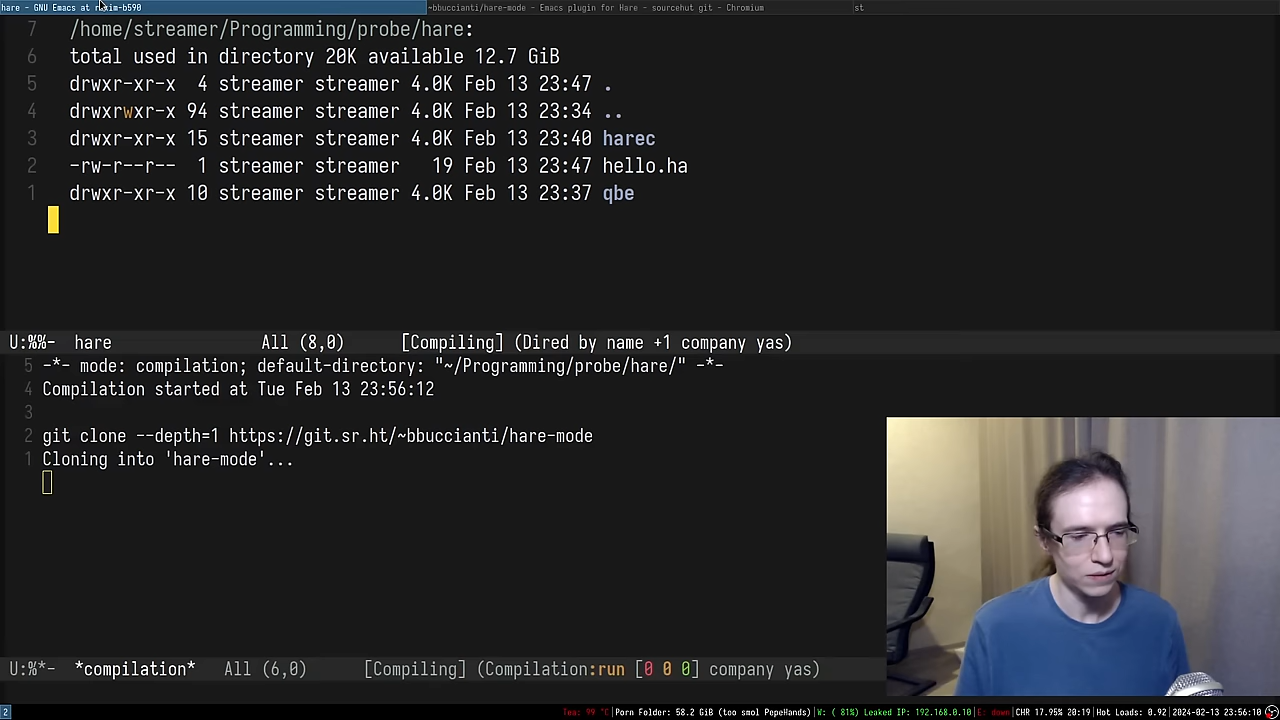 hare - GNU Emacs at rexim-b590
~bbuccianti/hare-mode - Emacs plugin for Hare - sourcehut git - Chromium
st
7 /home/streamer/Programming/probe/hare:
6 total used in directory 20K available 12.7 GiB
5 drwxr-xr-x 4 streamer streamer 4.0K Feb 13 23:47 .
4 drwxrwxr-x 94 streamer streamer 4.0K Feb 13 23:34 ..
3 drwxr-xr-x 15 streamer streamer 4.0K Feb 13 23:40 harec
2 -rw-r--r-- 1 streamer streamer 19 Feb 13 23:47 hello.ha
1 drwxr-xr-x 10 streamer streamer 4.0K Feb 13 23:37 qbe
U:%%- hare All (8,0) [Compiling] (Dired by name +1 company yas)
5 -*- mode: compilation; default-directory: "~/Programming/probe/hare/" -*-
4 Compilation started at Tue Feb 13 23:56:12
3
2 git clone --depth=1 https://git.sr.ht/~bbuccianti/hare-mode
1 Cloning into 'hare-mode'...
U:%*- *compilation* All (6,0) [Compiling] (Compilation:run [0 0 0] company yas)
2
Tea: 99 °C|Porn Folder: 58.2 GiB (too smol PepeHands)|W: ( 81%) Leaked IP: 192.168.0.10|E: down|CHR 17.95% 20:19|Hot Loads: 0.92|2024-02-13 23:56:10